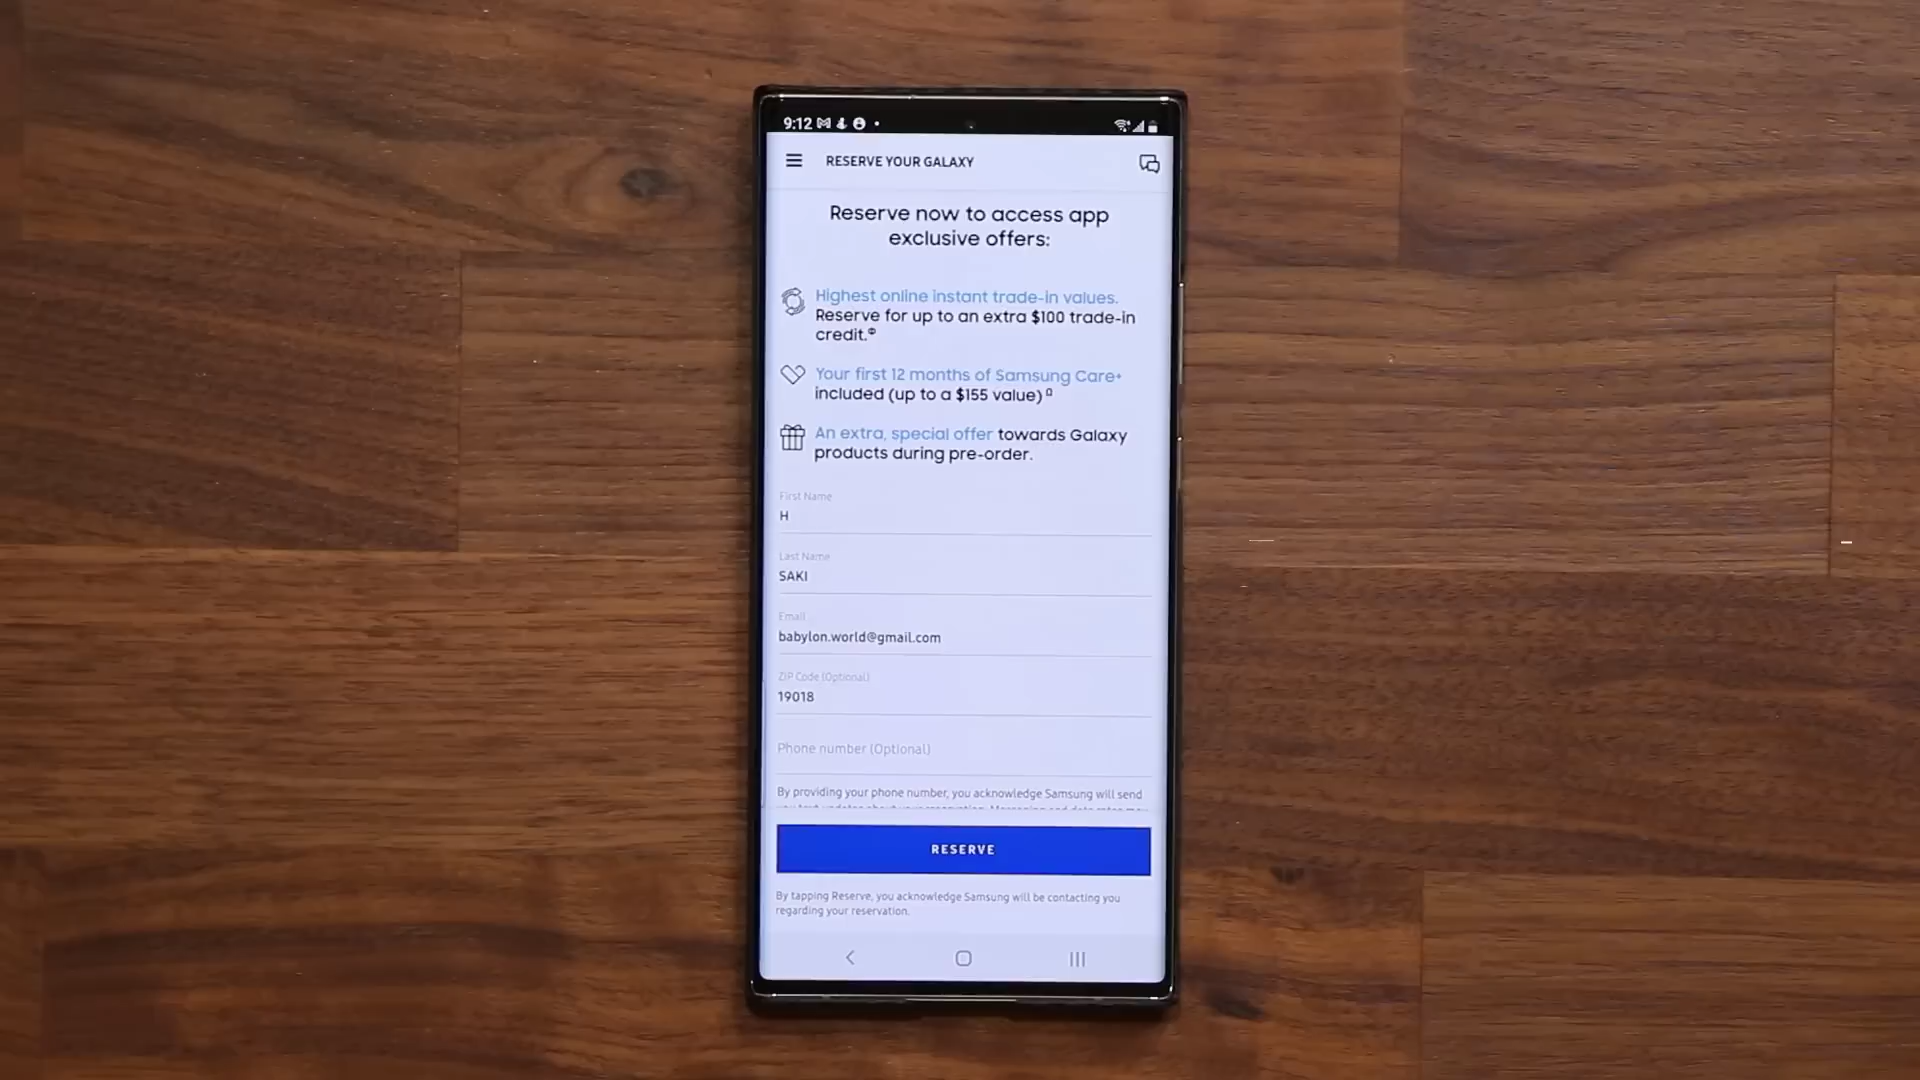 9:12
RESERVE YOUR GALAXY
Reserve now to access app
exclusive offers:
Highest online instant trade-in values.
Reserve for up to an extra $100 trade-in
credit.
Your first 12 months of Samsung Care+
included (up to a $155 value)
An extra, special offer towards Galaxy
products during pre-order.
First Name
H
Last Name
SAKI
Email
babylon.world@gmail.com
ZIP Code (Optional)
19018
Phone number (Optional)
By providing your phone number, you acknowledge Samsung will send
RESERVE
By tapping Reserve, you acknowledge Samsung will be contacting you
regarding your reservation.